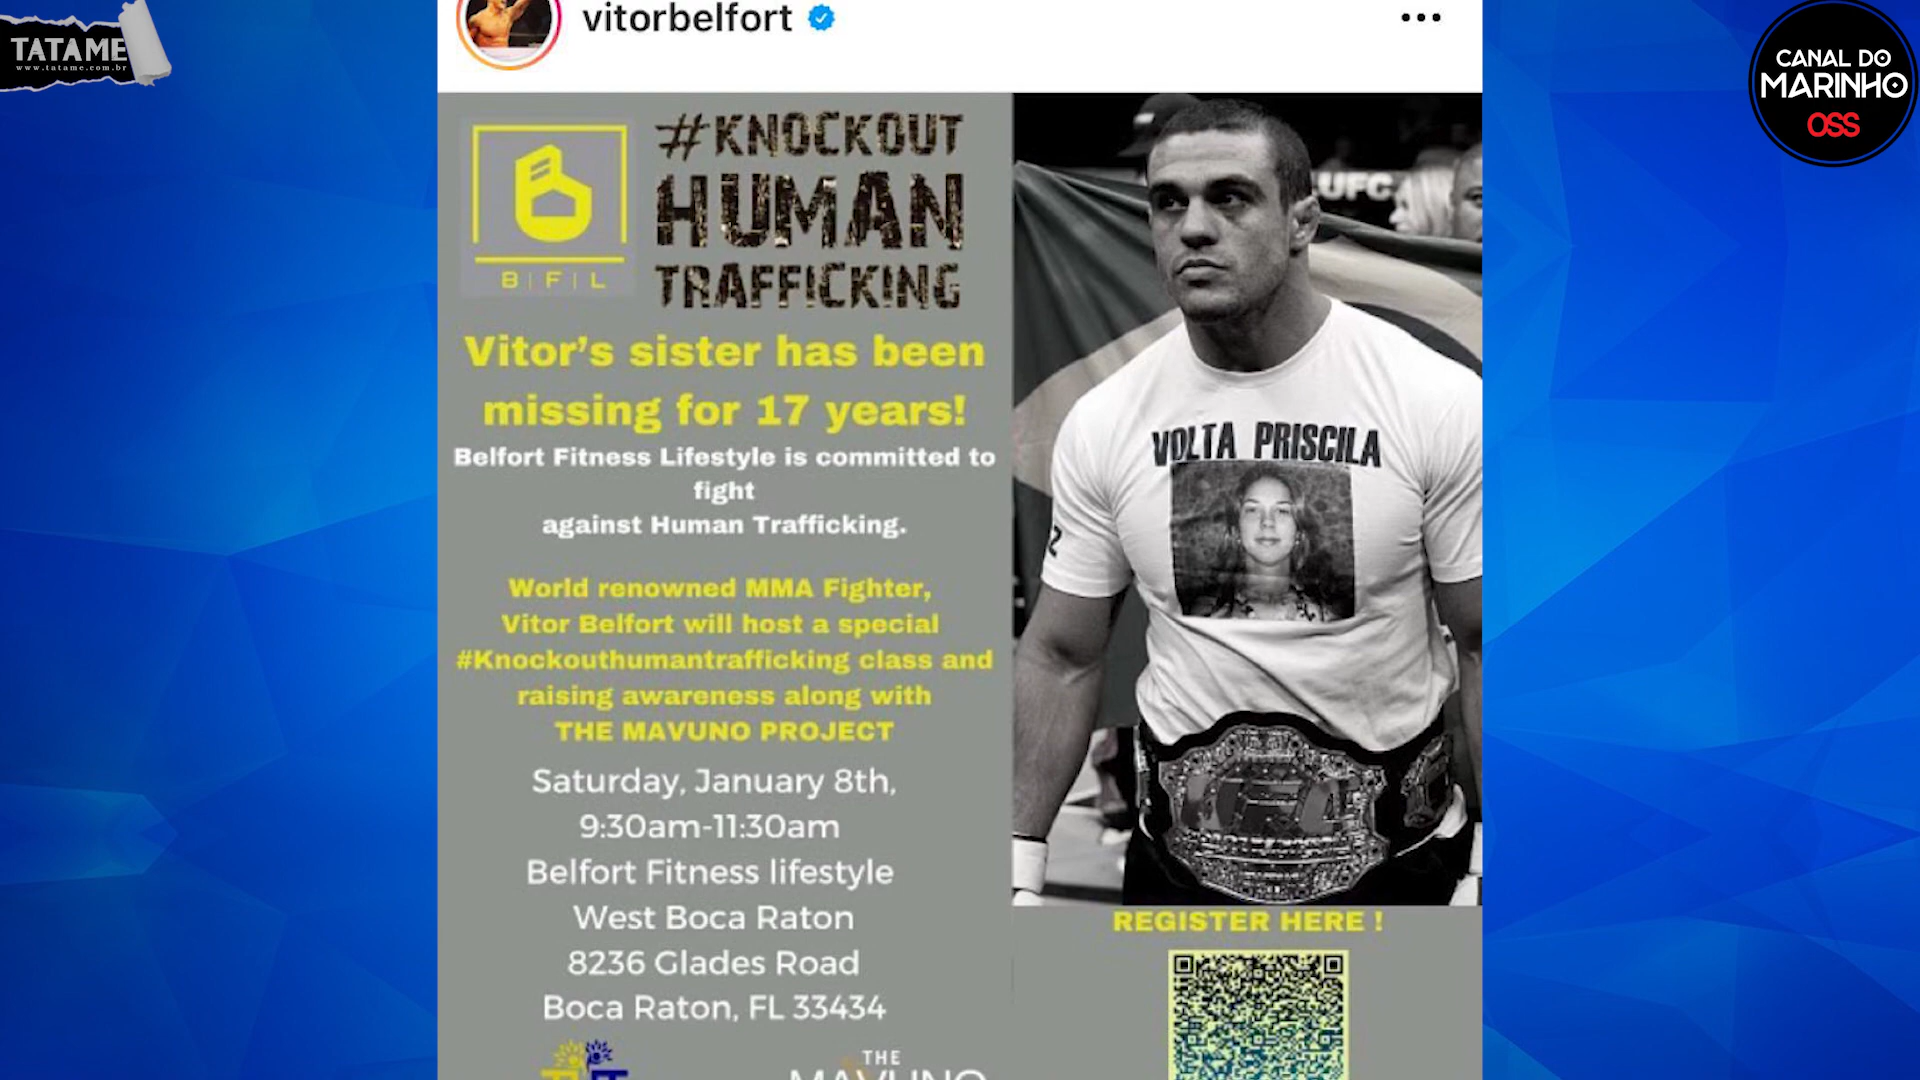 TATAME
www.tatame.com.br
vitorbelfort
CANAL DO
MARINHO
OSS
B|F|L
#KNOCKOUT
HUMAN
TRAFFICKING
Vitor's sister has been
missing for 17 years!
Belfort Fitness Lifestyle is committed to
fight
against Human Trafficking.
World renowned MMA Fighter,
Vitor Belfort will host a special
#Knockouthumantrafficking class and
raising awareness along with
THE MAVUNO PROJECT
Saturday, January 8th,
9:30am-11:30am
Belfort Fitness lifestyle
West Boca Raton
8236 Glades Road
Boca Raton, FL 33434
THE
MAVUNO
UFC
VOLTA PRISCILA
UFC
REGISTER HERE !